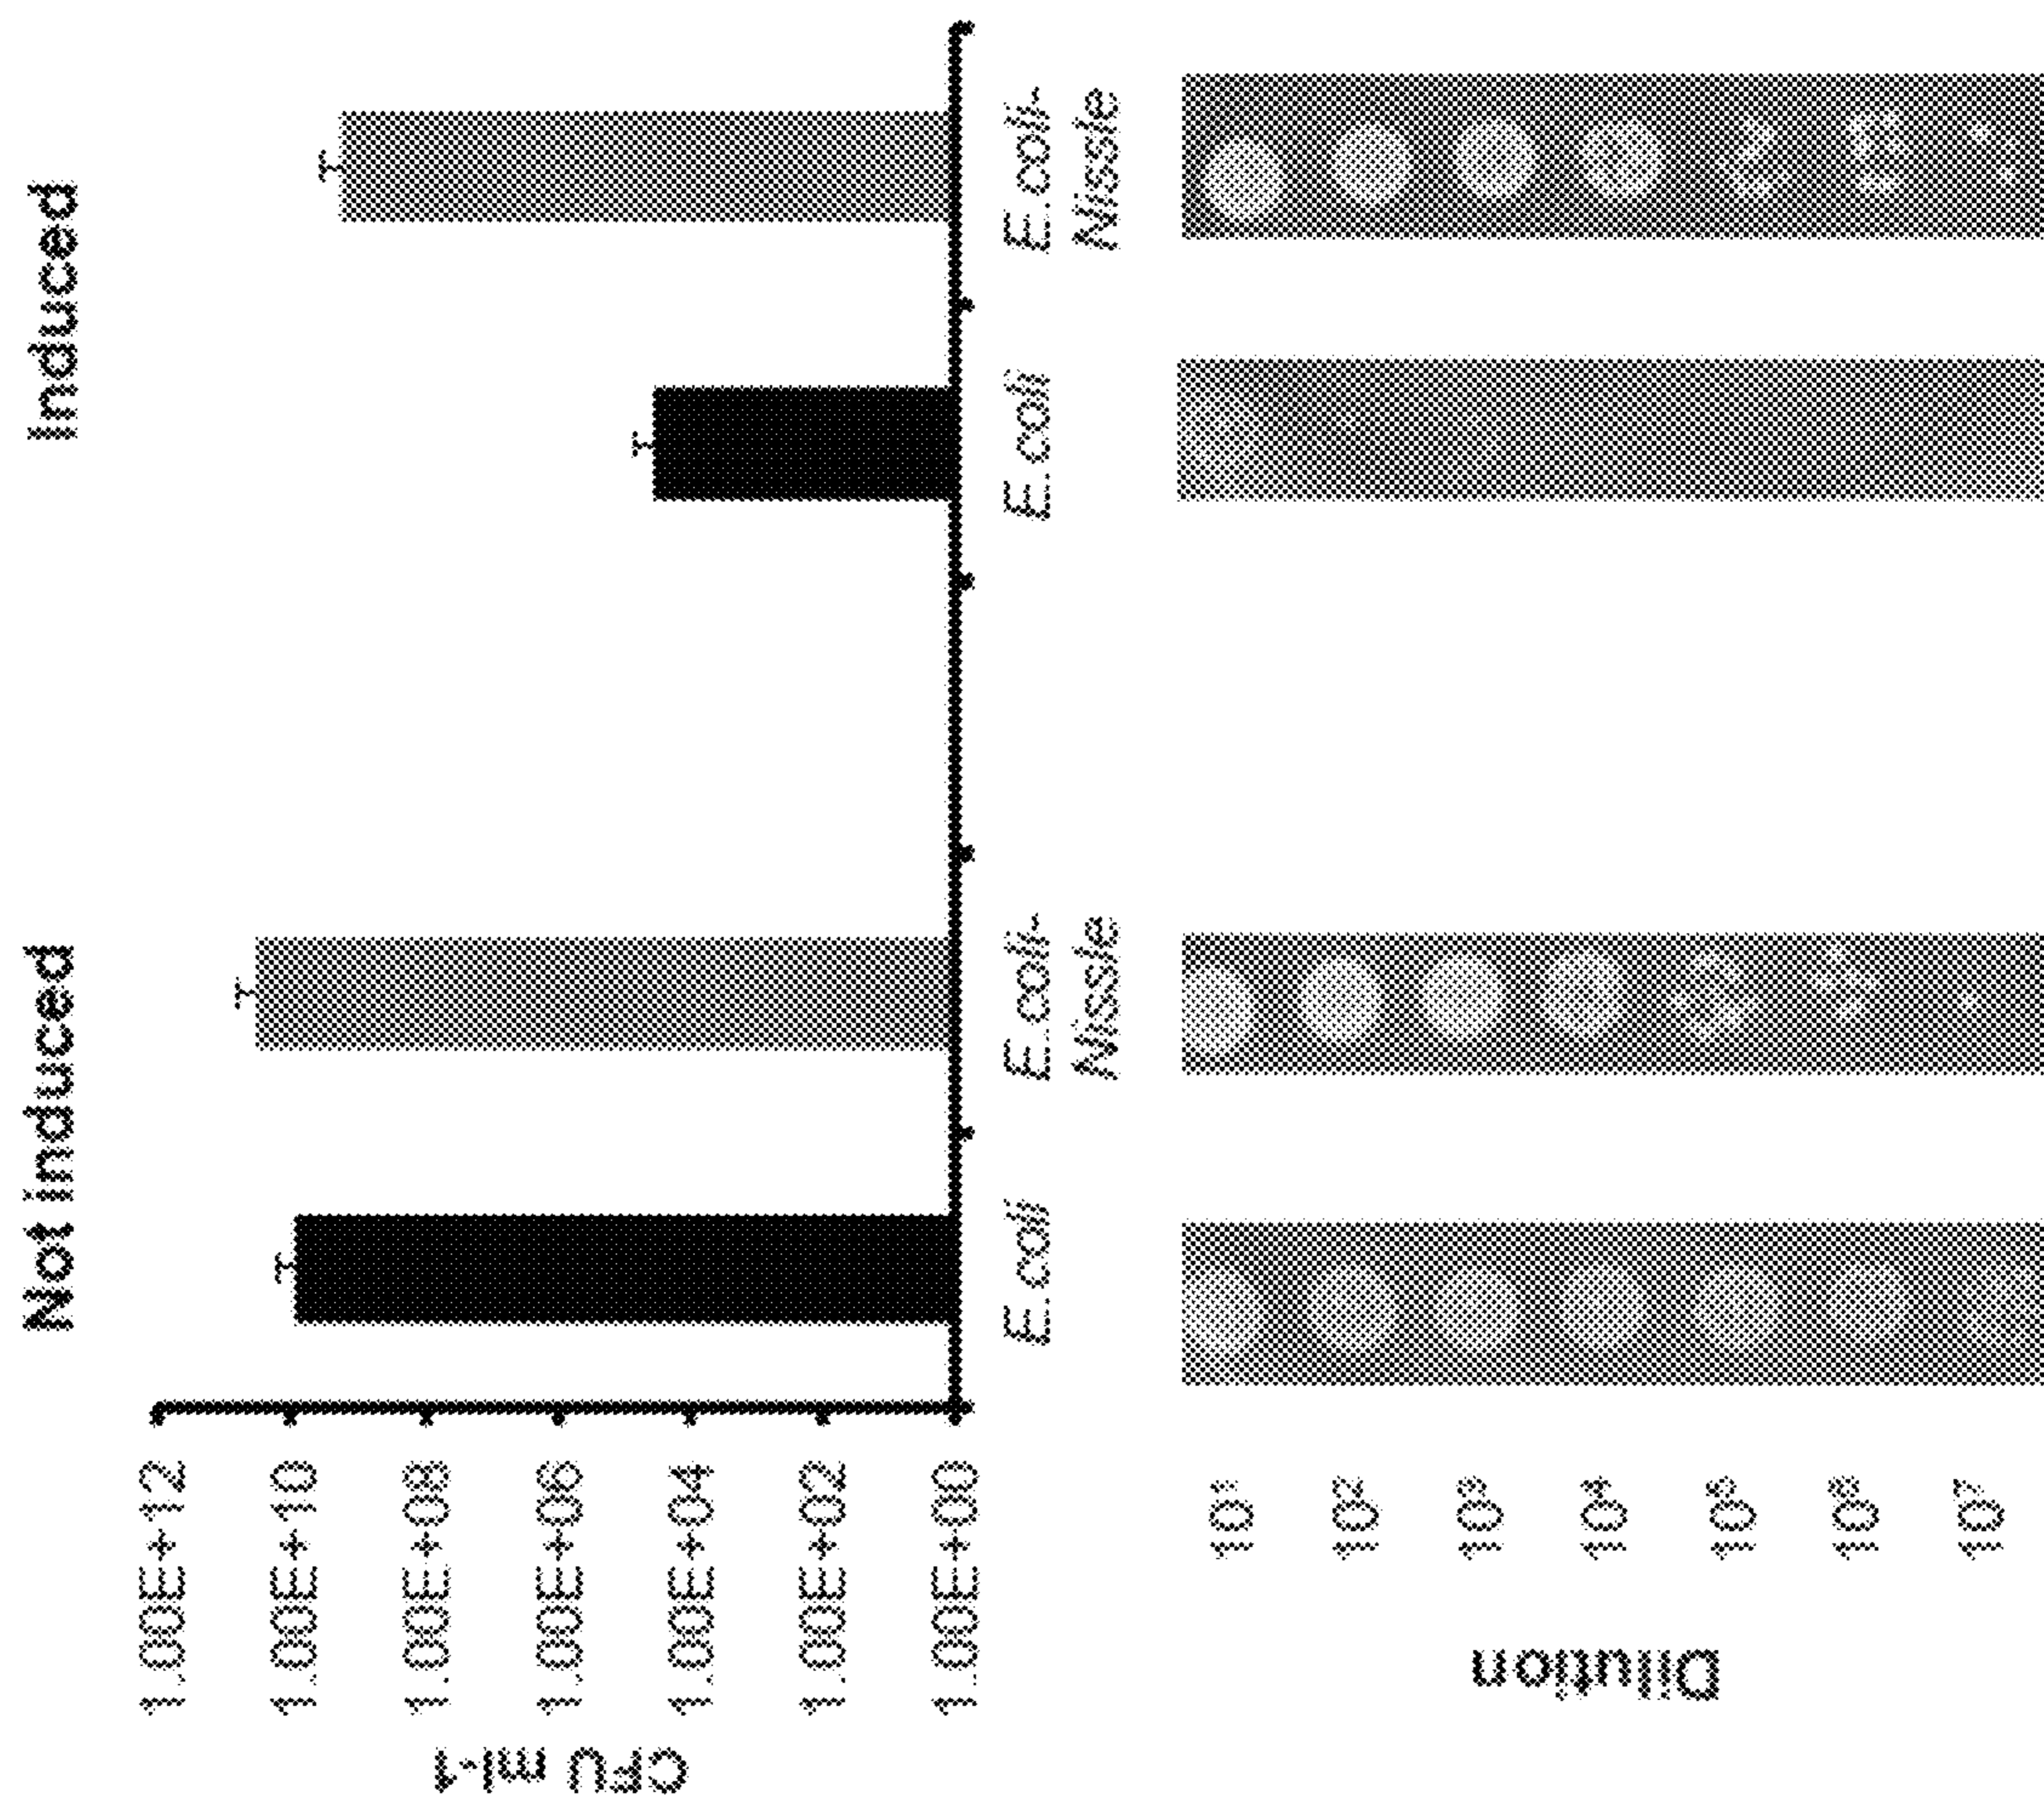 Not induced
Induced
CFU ml-1
1.00E+12
1.00E+10
1.00E+08
1.00E+06
1.00E+04
1.00E+02
1.00E+00
E.coli
E.coli-
Nissle
E.coli
E.coli-
Nissle
Dilution
10¹
10²
10³
10⁴
10⁵
10⁶
10⁷